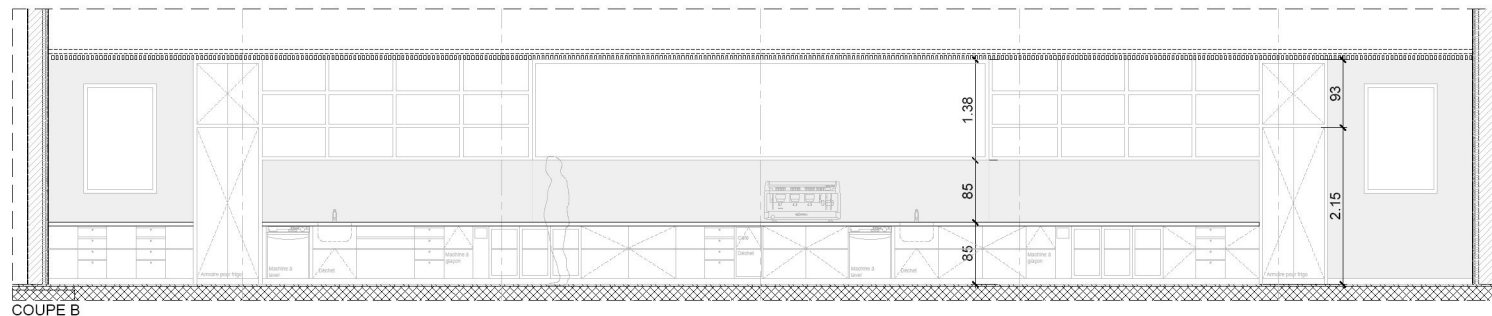 1.38
93
85
2.15
85
Armoire pour frigo
Machine à
laver
Déchet
Machine à
glaçon
Café
Déchet
Machine à
laver
Déchet
Machine à
glaçon
Armoire pour frigo
COUPE B